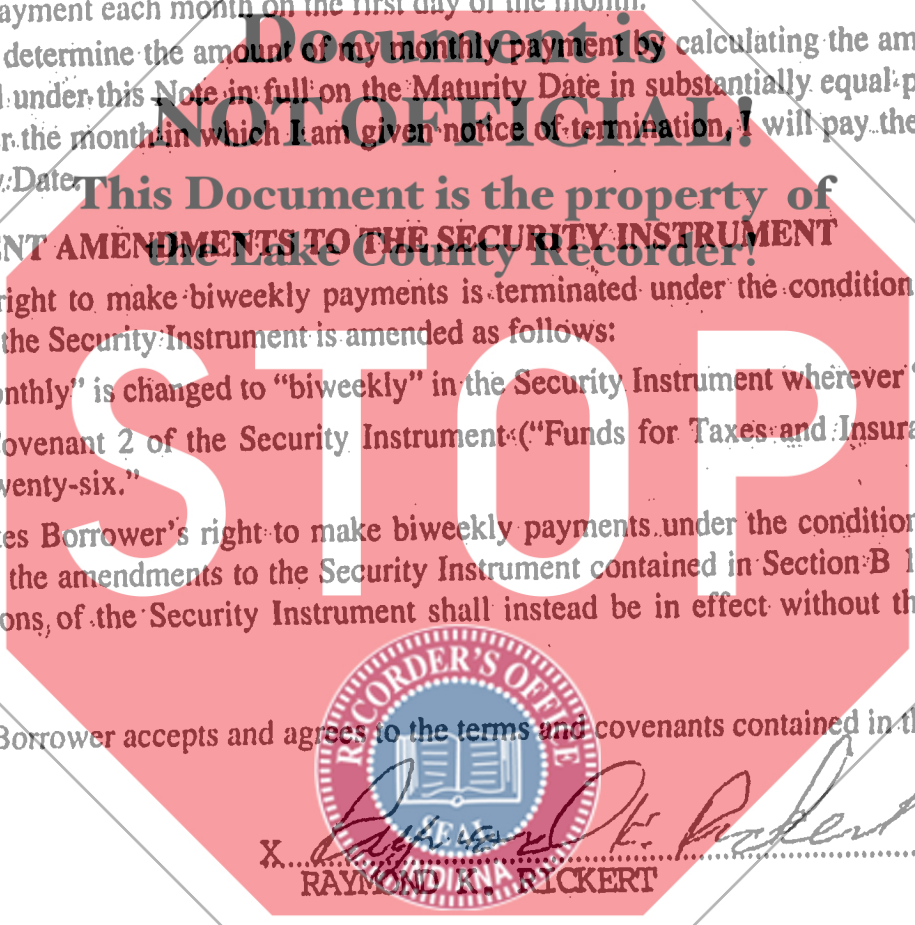 ayment each month on the first day of the month.
Document is
determine the amount of my monthly payment by calculating the am
under this Note in full on the Maturity Date in substantially equal p
NOT OFFICIAL!
r the month in which I am given notice of termination, I will pay the
y Date.
This Document is the property of
the Lake County Recorder!
NT AMENDMENTS TO THE SECURITY INSTRUMENT
right to make biweekly payments is terminated under the condition
the Security Instrument is amended as follows:
STOP
onthly" is changed to "biweekly" in the Security Instrument wherever "
ovenant 2 of the Security Instrument ("Funds for Taxes and Insura
wenty-six."
tes Borrower's right to make biweekly payments under the condition
the amendments to the Security Instrument contained in Section B 1
ons of the Security Instrument shall instead be in effect without th
RECORDER'S OFFICE
SEAL
INDIANA
Borrower accepts and agrees to the terms and covenants contained in th
X Raymond K. Rickert
RAYMOND K. RICKERT